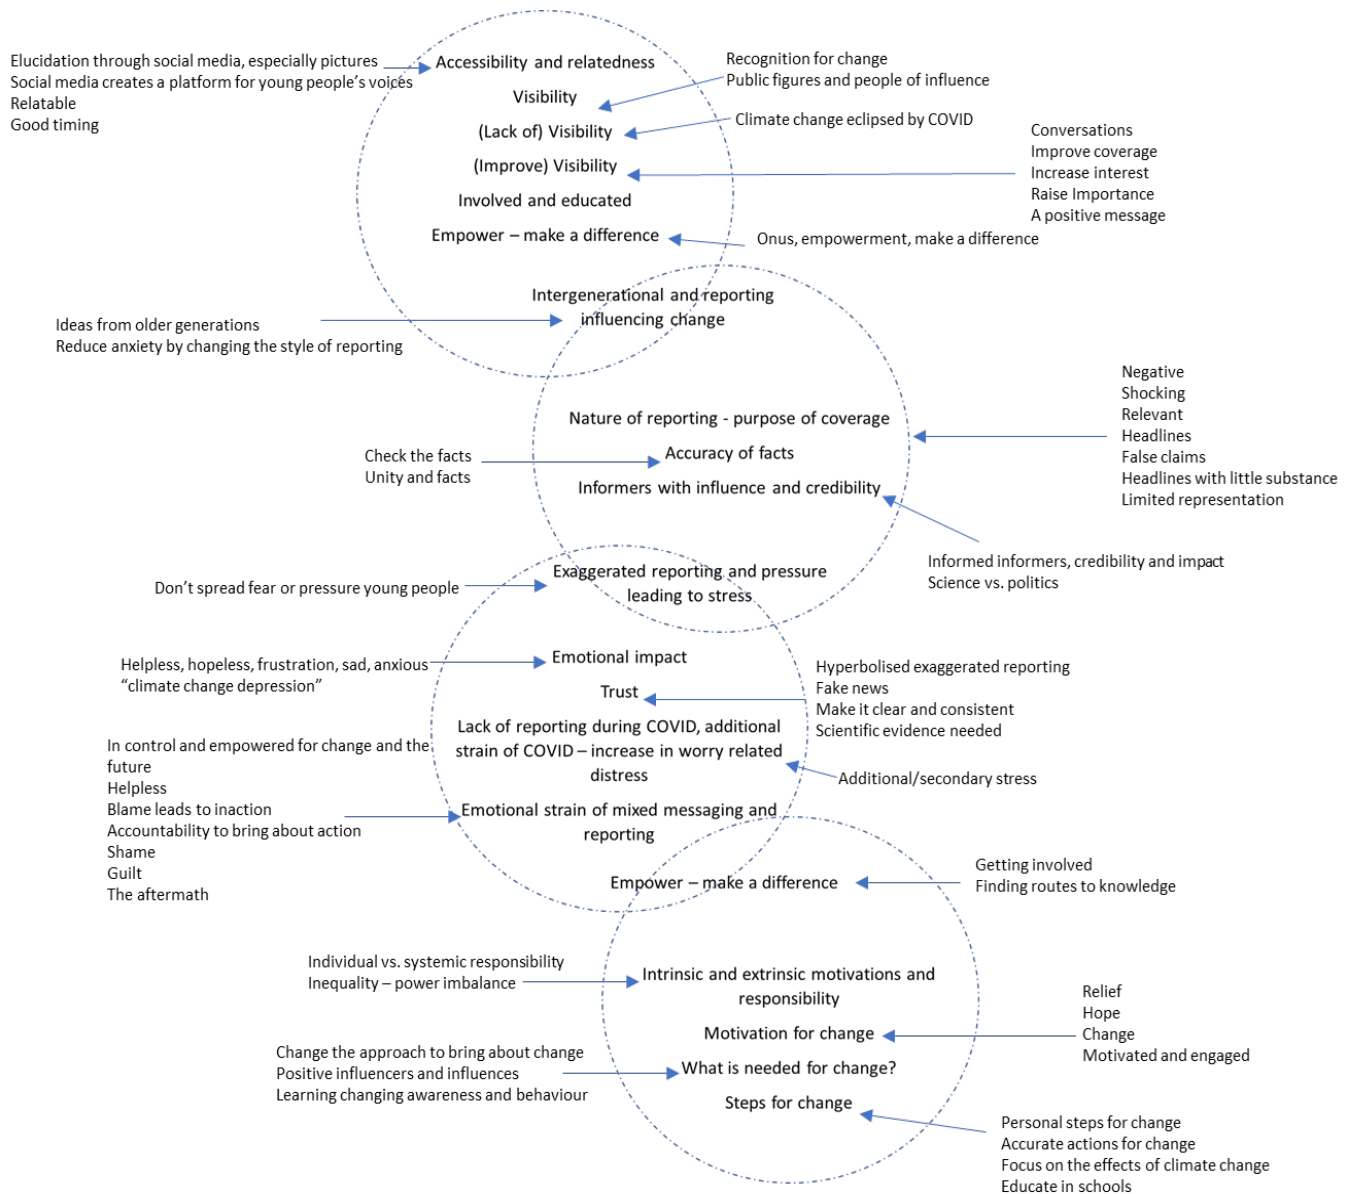 Elucidation through social media, especially pictures
Social media creates a platform for young people's voices
Relatable
Good timing
Accessibility and relatedness
Visibility
(Lack of) Visibility
(Improve) Visibility
Involved and educated
Empower – make a difference
Recognition for change
Public figures and people of influence
Climate change eclipsed by COVID
Conversations
Improve coverage
Increase interest
Raise Importance
A positive message
Onus, empowerment, make a difference
Intergenerational and reporting
influencing change
Ideas from older generations
Reduce anxiety by changing the style of reporting
Nature of reporting - purpose of coverage
Accuracy of facts
Informers with influence and credibility
Check the facts
Unity and facts
Negative
Shocking
Relevant
Headlines
False claims
Headlines with little substance
Limited representation
Informed informers, credibility and impact
Science vs. politics
Exaggerated reporting and pressure
leading to stress
Don't spread fear or pressure young people
Emotional impact
Trust
Lack of reporting during COVID, additional
strain of COVID – increase in worry related
distress
Emotional strain of mixed messaging and
reporting
Helpless, hopeless, frustration, sad, anxious
“climate change depression”
Hyperbolised exaggerated reporting
Fake news
Make it clear and consistent
Scientific evidence needed
Additional/secondary stress
In control and empowered for change and the
future
Helpless
Blame leads to inaction
Accountability to bring about action
Shame
Guilt
The aftermath
Empower – make a difference
Getting involved
Finding routes to knowledge
Individual vs. systemic responsibility
Inequality – power imbalance
Intrinsic and extrinsic motivations and
responsibility
Motivation for change
What is needed for change?
Steps for change
Relief
Hope
Change
Motivated and engaged
Change the approach to bring about change
Positive influencers and influences
Learning changing awareness and behaviour
Personal steps for change
Accurate actions for change
Focus on the effects of climate change
Educate in schools